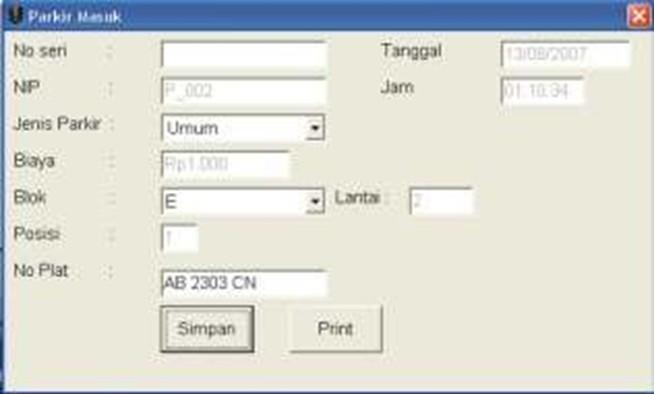 Parkir Masuk
No seri : Tanggal 13/08/2007
NIP : P_002 Jam 01:10:34
Jenis Parkir : Umum
Biaya : Rp1.000
Blok : E Lantai : 2
Posisi : 1
No Plat : AB 2303 CN
Simpan Print